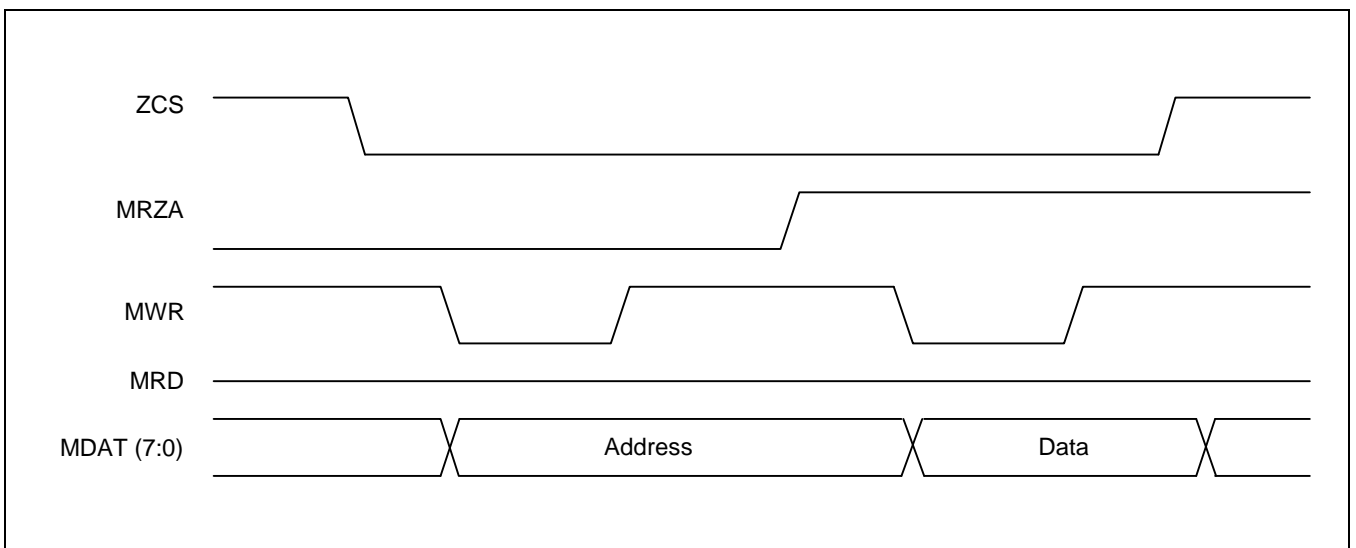 ZCS
MRZA
MWR
MRD
MDAT (7:0)
Address
Data